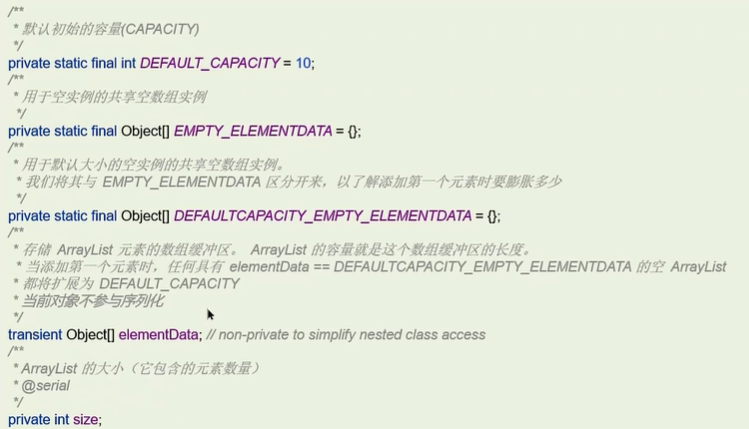 /**
* 默认初始的容量(CAPACITY)
*/
private static final int DEFAULT_CAPACITY = 10;
/**
* 用于空实例的共享空数组实例
*/
private static final Object[] EMPTY_ELEMENTDATA = {};
/**
* 用于默认大小的空实例的共享空数组实例。
* 我们将其与 EMPTY_ELEMENTDATA 区分开来，以了解添加第一个元素时要膨胀多少
*/
private static final Object[] DEFAULTCAPACITY_EMPTY_ELEMENTDATA = {};
/**
* 存储 ArrayList 元素的数组缓冲区。 ArrayList 的容量就是这个数组缓冲区的长度。
* 当添加第一个元素时，任何具有 elementData == DEFAULTCAPACITY_EMPTY_ELEMENTDATA 的空 ArrayList
* 都将扩展为 DEFAULT_CAPACITY
* 当前对象不参与序列化
*/
transient Object[] elementData; // non-private to simplify nested class access
/**
* ArrayList 的大小（它包含的元素数量）
* @serial
*/
private int size;